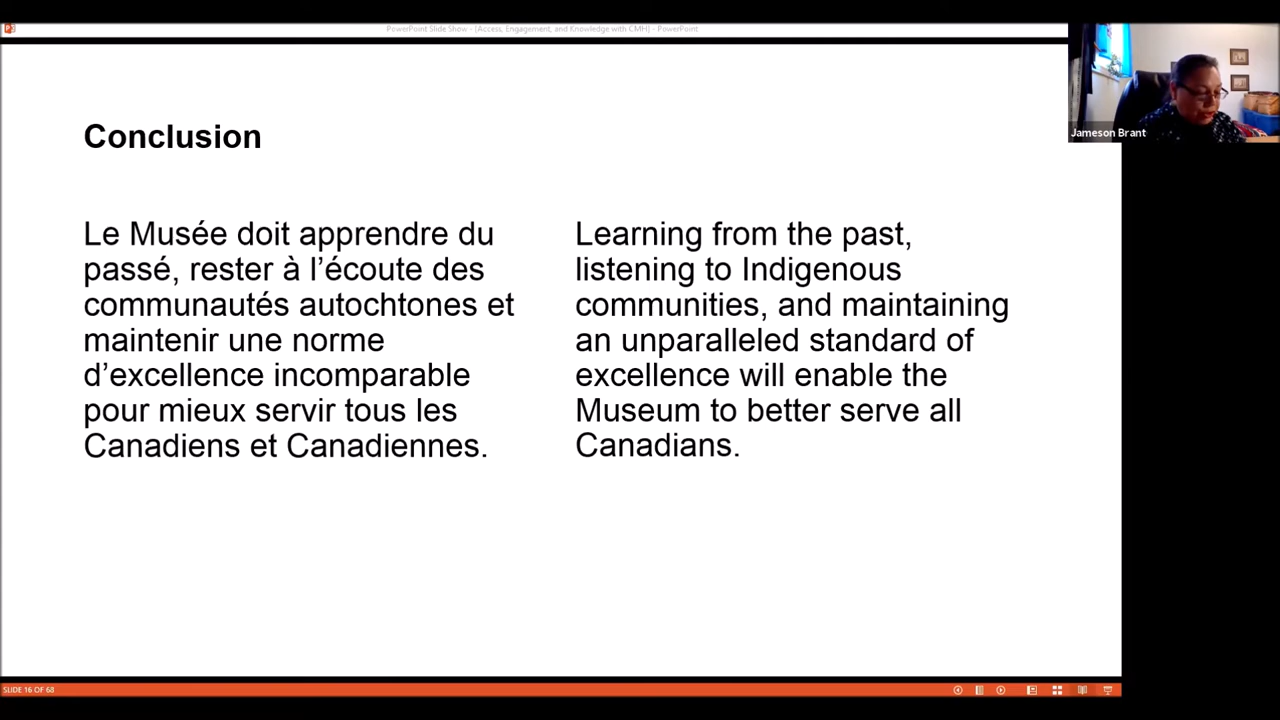 PowerPoint Slide Show - [Access, Engagement, and Knowledge with CMH] - PowerPoint
Jameson Brant
Conclusion
Le Musée doit apprendre du
passé, rester à l’écoute des
communautés autochtones et
maintenir une norme
d’excellence incomparable
pour mieux servir tous les
Canadiens et Canadiennes.
Learning from the past,
listening to Indigenous
communities, and maintaining
an unparalleled standard of
excellence will enable the
Museum to better serve all
Canadians.
SLIDE 16 OF 68